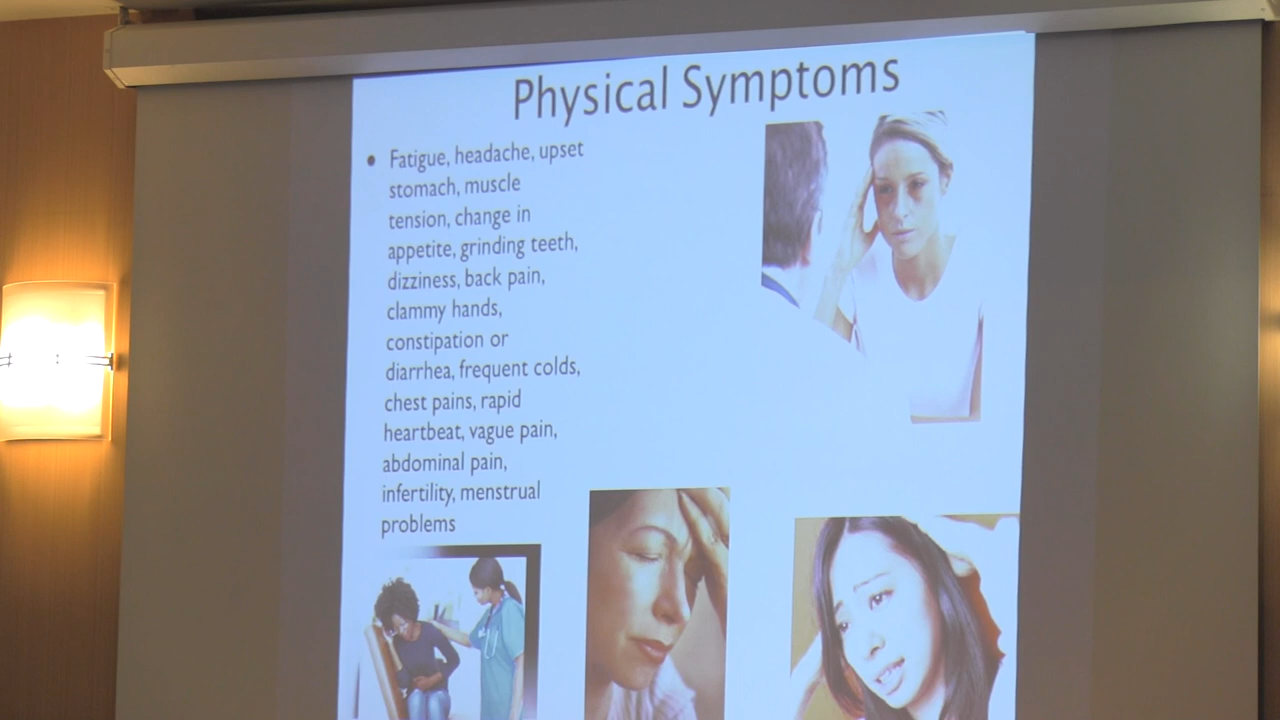 Physical Symptoms
• Fatigue, headache, upset
stomach, muscle
tension, change in
appetite, grinding teeth,
dizziness, back pain,
clammy hands,
constipation or
diarrhea, frequent colds,
chest pains, rapid
heartbeat, vague pain,
abdominal pain,
infertility, menstrual
problems